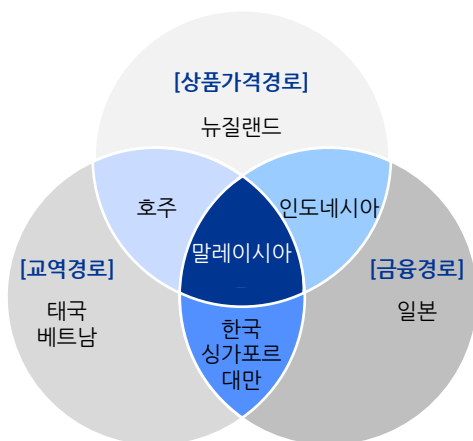 [상품가격경로]
뉴질랜드
호주
인도네시아
말레이시아
[교역경로]
태국
베트남
[금융경로]
일본
한국
싱가포르
대만